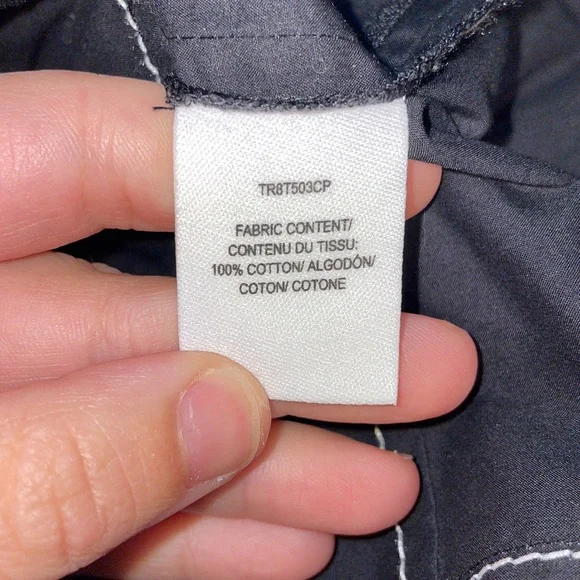 TR8T503CP
FABRIC CONTENT/
CONTENU DU TISSU:
100% COTTON/ ALGODÓN/
COTON/ COTONE